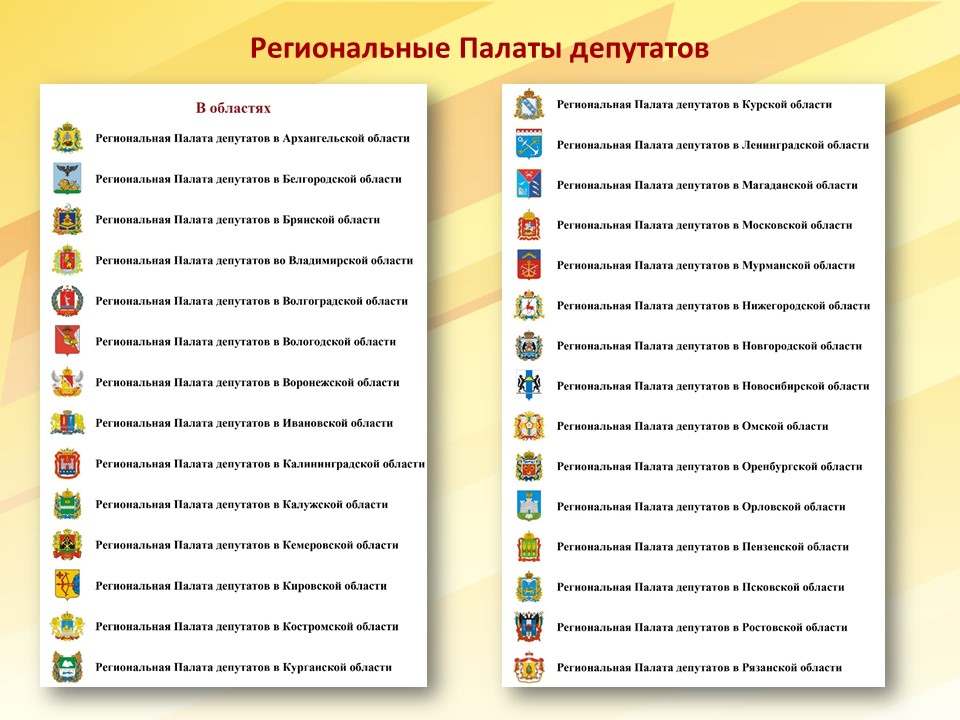 Региональные Палаты депутатов
В областях
Региональная Палата депутатов в Архангельской области
Региональная Палата депутатов в Белгородской области
Региональная Палата депутатов в Брянской области
Региональная Палата депутатов во Владимирской области
Региональная Палата депутатов в Волгоградской области
Региональная Палата депутатов в Вологодской области
Региональная Палата депутатов в Воронежской области
Региональная Палата депутатов в Ивановской области
Региональная Палата депутатов в Калининградской области
Региональная Палата депутатов в Калужской области
Региональная Палата депутатов в Кемеровской области
Региональная Палата депутатов в Кировской области
Региональная Палата депутатов в Костромской области
Региональная Палата депутатов в Курганской области
Региональная Палата депутатов в Курской области
Региональная Палата депутатов в Ленинградской области
Региональная Палата депутатов в Магаданской области
Региональная Палата депутатов в Московской области
Региональная Палата депутатов в Мурманской области
Региональная Палата депутатов в Нижегородской области
Региональная Палата депутатов в Новгородской области
Региональная Палата депутатов в Новосибирской области
Региональная Палата депутатов в Омской области
Региональная Палата депутатов в Оренбургской области
Региональная Палата депутатов в Орловской области
Региональная Палата депутатов в Пензенской области
Региональная Палата депутатов в Псковской области
Региональная Палата депутатов в Ростовской области
Региональная Палата депутатов в Рязанской области